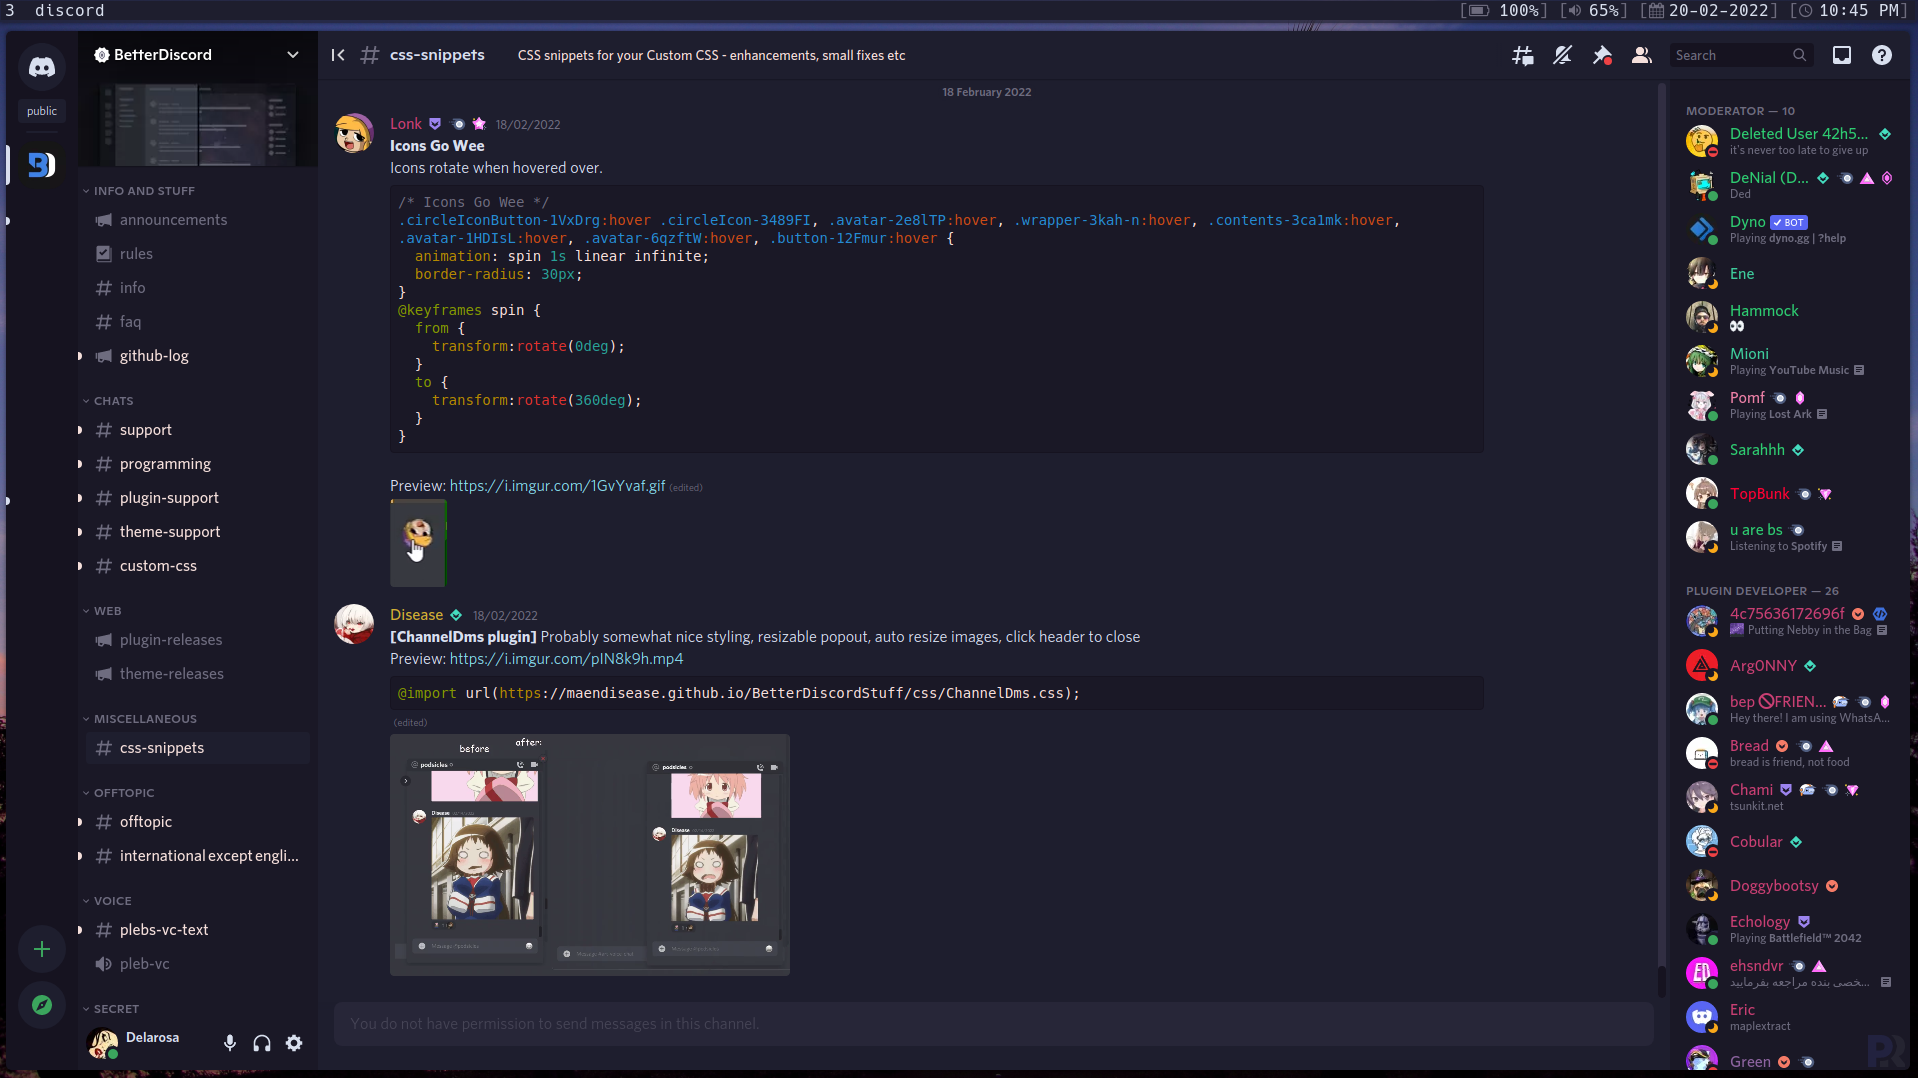 3 discord
[ 100%] [ 65%] [ 20-02-2022] [ 10:45 PM]
public
BetterDiscord
INFO AND STUFF
announcements
rules
info
faq
github-log
CHATS
support
programming
plugin-support
theme-support
custom-css
WEB
plugin-releases
theme-releases
MISCELLANEOUS
css-snippets
OFFTOPIC
offtopic
international except engli...
VOICE
plebs-vc-text
pleb-vc
SECRET
Delarosa
css-snippets CSS snippets for your Custom CSS - enhancements, small fixes etc
Search
18 February 2022
Lonk 18/02/2022
Icons Go Wee
Icons rotate when hovered over.
/* Icons Go Wee */
.circleIconButton-1VxDrg:hover .circleIcon-3489FI, .avatar-2e8lTP:hover, .wrapper-3kah-n:hover, .contents-3ca1mk:hover,
.avatar-1HDIsL:hover, .avatar-6qzftW:hover, .button-12Fmur:hover {
animation: spin 1s linear infinite;
border-radius: 30px;
}
@keyframes spin {
from {
transform:rotate(0deg);
}
to {
transform:rotate(360deg);
}
}
Preview: https://i.imgur.com/1GvYvaf.gif (edited)
Disease 18/02/2022
[ChannelDms plugin] Probably somewhat nice styling, resizable popout, auto resize images, click header to close
Preview: https://i.imgur.com/pIN8k9h.mp4
@import url(https://maendisease.github.io/BetterDiscordStuff/css/ChannelDms.css);
(edited)
before after:
podsicles
podsicles
Disease
Disease
You do not have permission to send messages in this channel.
MODERATOR — 10
Deleted User 42h5...
it's never too late to give up
DeNial (D...
Ded
Dyno BOT
Playing dyno.gg | ?help
Ene
Hammock
Mioni
Playing YouTube Music
Pomf
Playing Lost Ark
Sarahhh
TopBunk
u are bs
Listening to Spotify
PLUGIN DEVELOPER — 26
4c75636172696f
Putting Nebby in the Bag
Arg0NNY
bep 🚫FRIEN...
Hey there! I am using WhatsA...
Bread
bread is friend, not food
Chami
tsunkit.net
Cobular
Doggybootsy
Echology
Playing Battlefield™ 2042
ehsndvr
...خصی بنده مراجعه بفرمایید
Eric
maplextract
Green